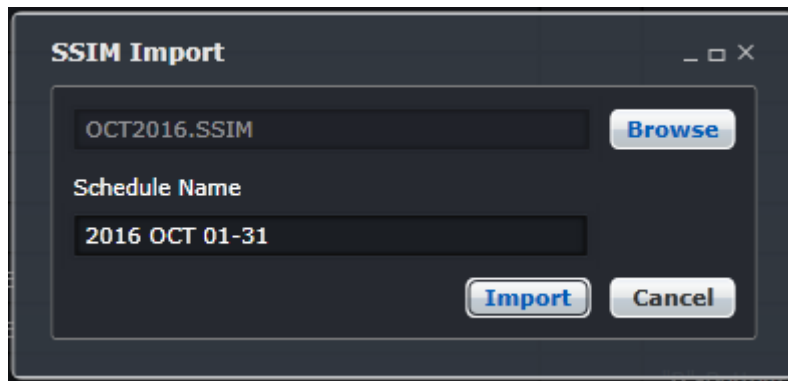 SSIM Import
OCT2016.SSIM
Browse
Schedule Name
2016 OCT 01-31
Import
Cancel